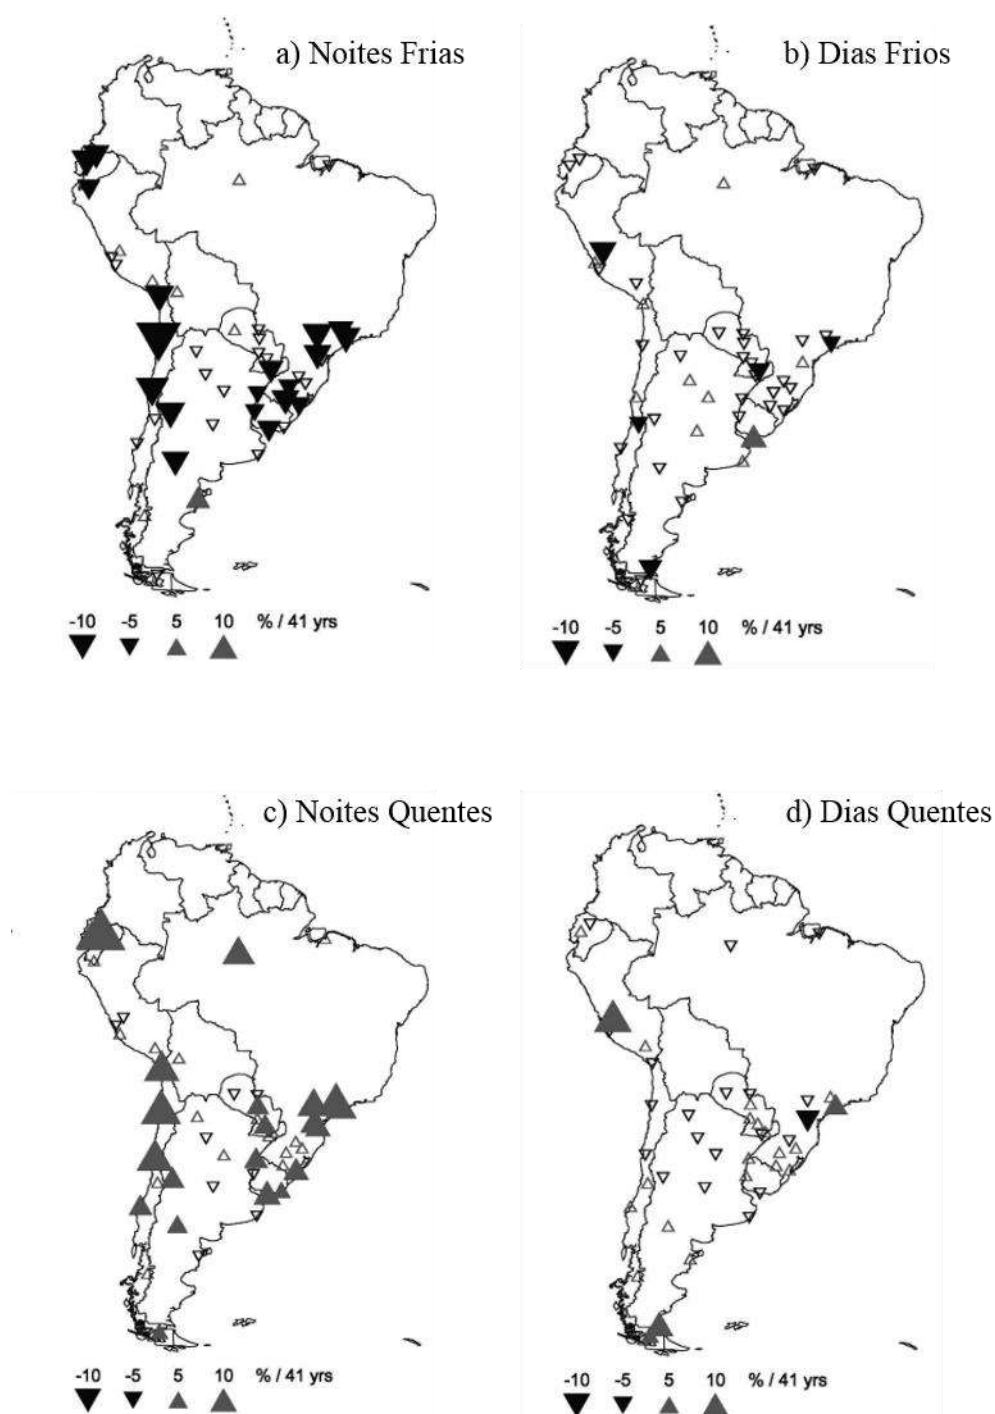 a) Noites Frias
b) Dias Frios
-10 -5 5 10 % / 41 yrs
-10 -5 5 10 % / 41 yrs
c) Noites Quentes
d) Dias Quentes
-10 -5 5 10 % / 41 yrs
-10 -5 5 10 % / 41 yrs